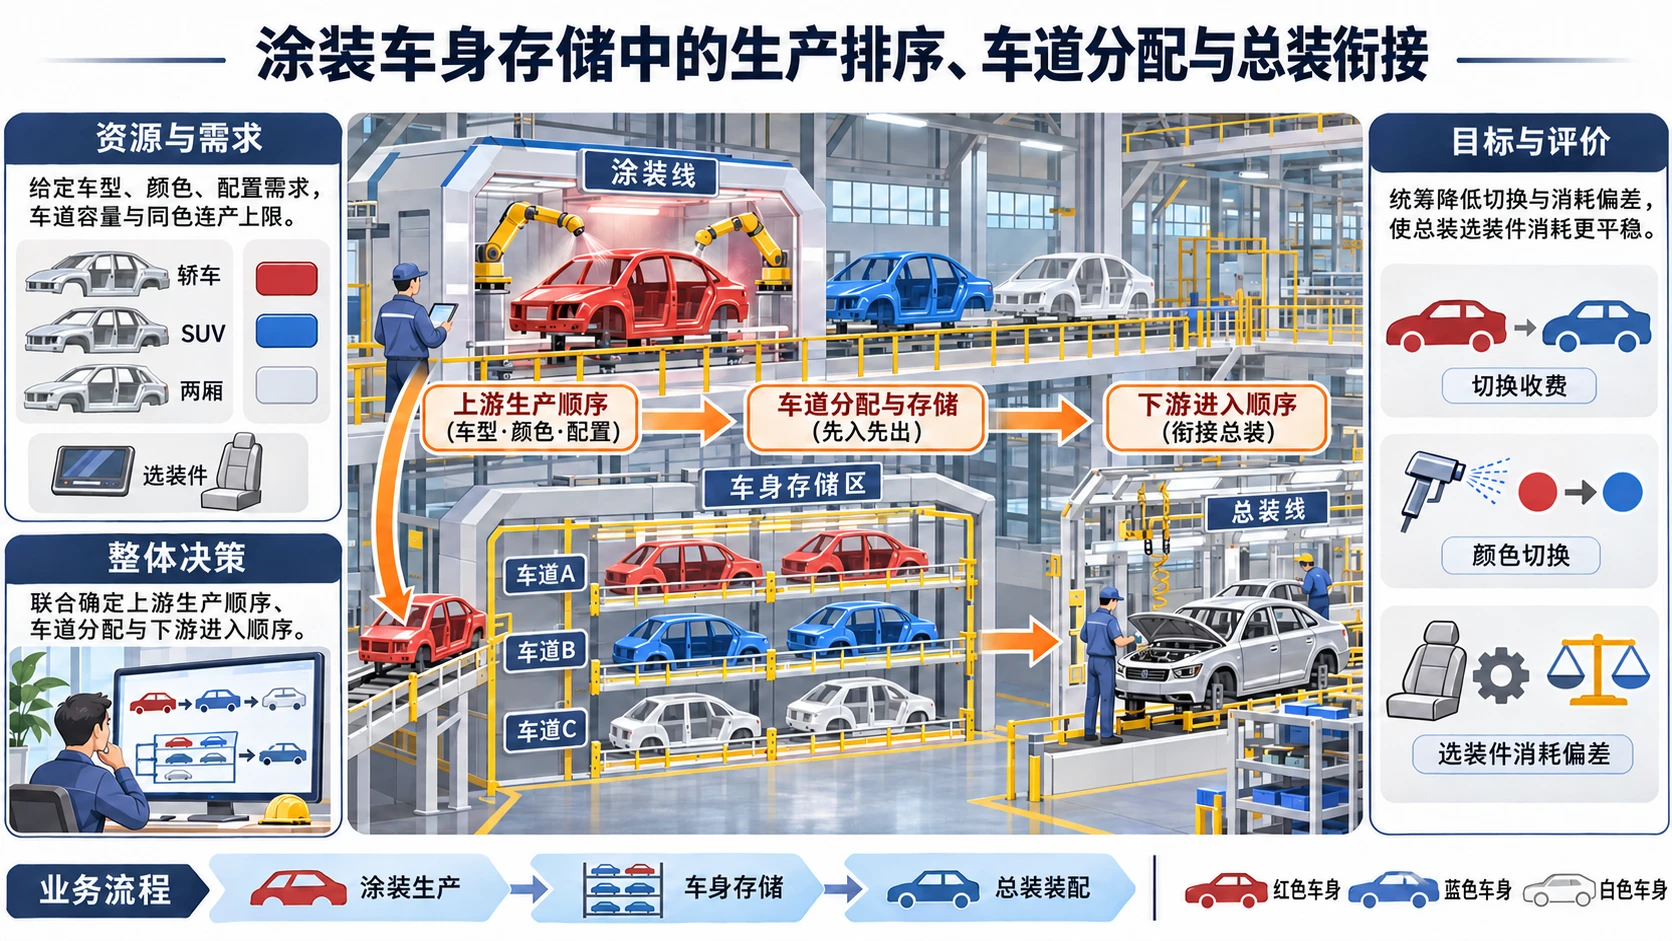 涂装车身存储中的生产排序、车道分配与总装衔接
资源与需求
给定车型、颜色、配置需求，
车道容量与同色连产上限。
轿车
SUV
两厢
选装件
整体决策
联合确定上游生产顺序、
车道分配与下游进入顺序。
涂装线
上游生产顺序
(车型·颜色·配置)
车道分配与存储
(先入先出)
下游进入顺序
(衔接总装)
车身存储区
车道A
车道B
车道C
总装线
目标与评价
统筹降低切换与消耗偏差，
使总装选装件消耗更平稳。
切换收费
颜色切换
选装件消耗偏差
业务流程
涂装生产
车身存储
总装装配
红色车身
蓝色车身
白色车身